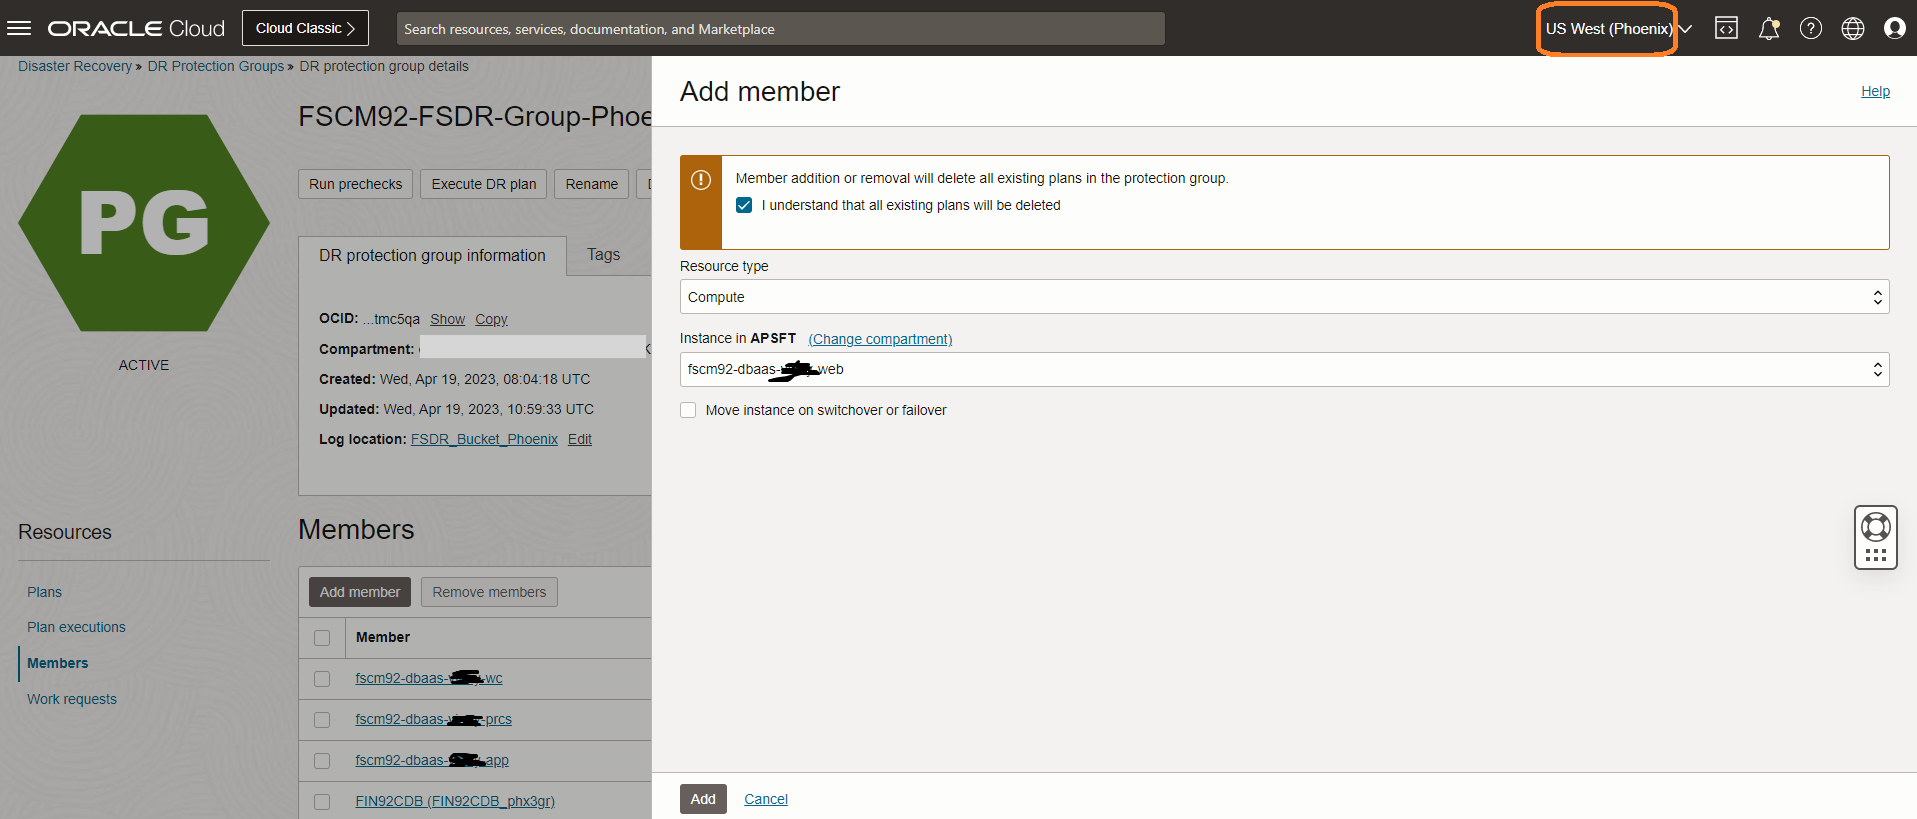 ORACLE Cloud
Cloud Classic
Search resources, services, documentation, and Marketplace
US West (Phoenix)
Disaster Recovery » DR Protection Groups » DR protection group details
PG
ACTIVE
FSCM92-FSDR-Group-Phoe
Run prechecks
Execute DR plan
Rename
DR protection group information
Tags
OCID: ...tmc5qa Show Copy
Compartment:
Created: Wed, Apr 19, 2023, 08:04:18 UTC
Updated: Wed, Apr 19, 2023, 10:59:33 UTC
Log location: FSDR_Bucket_Phoenix Edit
Resources
Plans
Plan executions
Members
Work requests
Members
Add member
Remove members
Member
fscm92-dbaas- -wc
fscm92-dbaas- -prcs
fscm92-dbaas- app
FIN92CDB (FIN92CDB_phx3gr)
Add member
Help
Member addition or removal will delete all existing plans in the protection group.
I understand that all existing plans will be deleted
Resource type
Compute
Instance in APSFT (Change compartment)
fscm92-dbaas- web
Move instance on switchover or failover
Add
Cancel